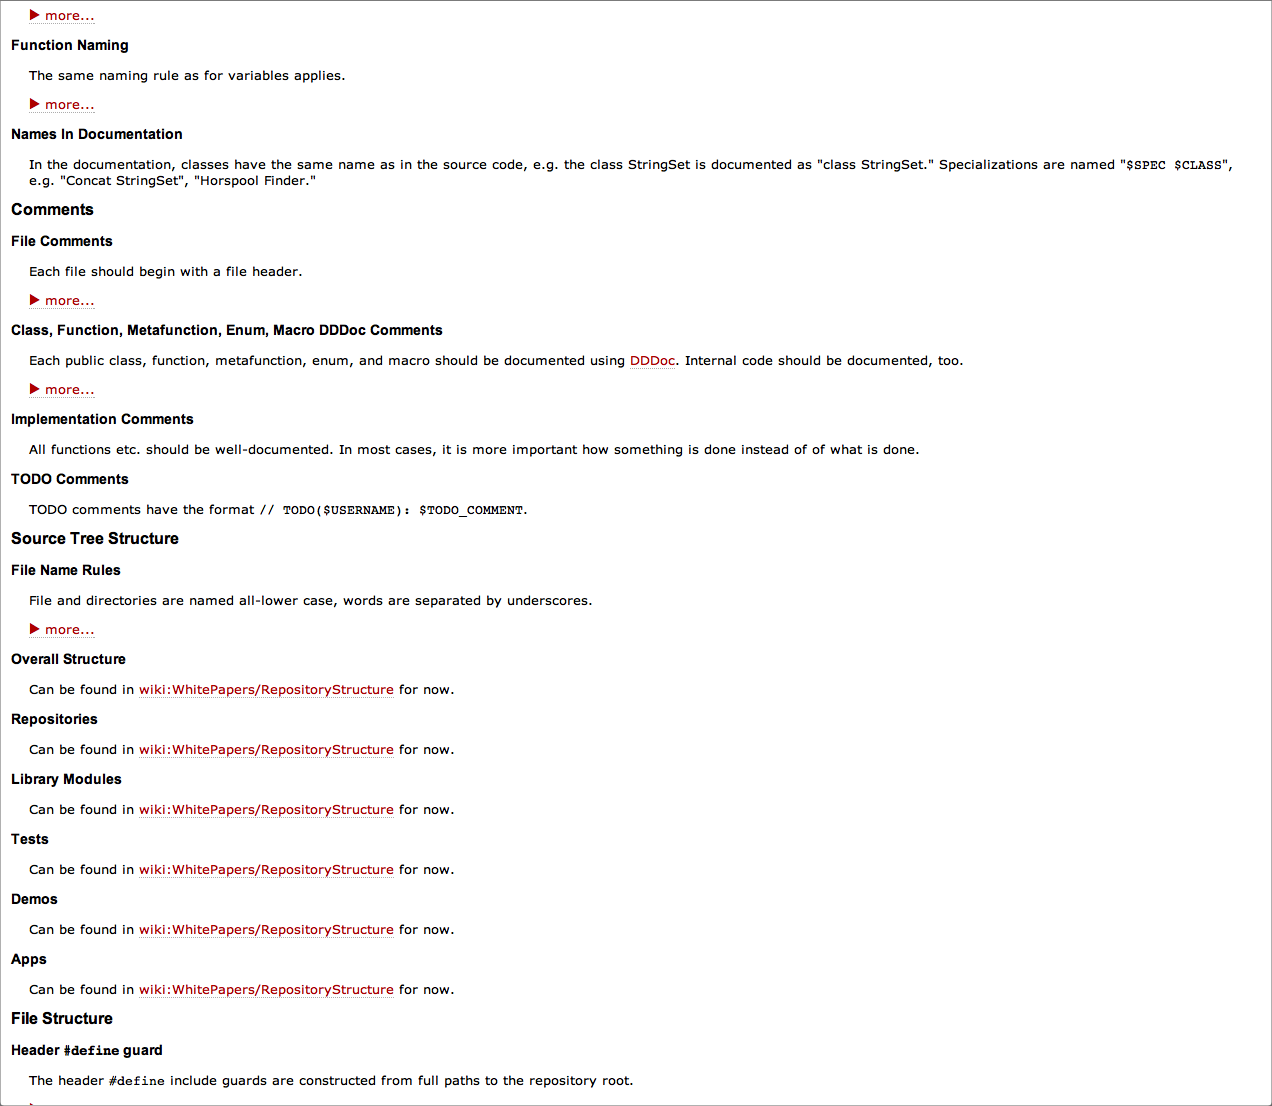 ▶ more...
Function Naming
The same naming rule as for variables applies.
▶ more...
Names In Documentation
In the documentation, classes have the same name as in the source code, e.g. the class StringSet is documented as "class StringSet." Specializations are named "$SPEC $CLASS",
e.g. "Concat StringSet", "Horspool Finder."
Comments
File Comments
Each file should begin with a file header.
▶ more...
Class, Function, Metafunction, Enum, Macro DDDoc Comments
Each public class, function, metafunction, enum, and macro should be documented using DDDoc. Internal code should be documented, too.
▶ more...
Implementation Comments
All functions etc. should be well-documented. In most cases, it is more important how something is done instead of of what is done.
TODO Comments
TODO comments have the format // TODO($USERNAME): $TODO_COMMENT.
Source Tree Structure
File Name Rules
File and directories are named all-lower case, words are separated by underscores.
▶ more...
Overall Structure
Can be found in wiki:WhitePapers/RepositoryStructure for now.
Repositories
Can be found in wiki:WhitePapers/RepositoryStructure for now.
Library Modules
Can be found in wiki:WhitePapers/RepositoryStructure for now.
Tests
Can be found in wiki:WhitePapers/RepositoryStructure for now.
Demos
Can be found in wiki:WhitePapers/RepositoryStructure for now.
Apps
Can be found in wiki:WhitePapers/RepositoryStructure for now.
File Structure
Header #define guard
The header #define include guards are constructed from full paths to the repository root.